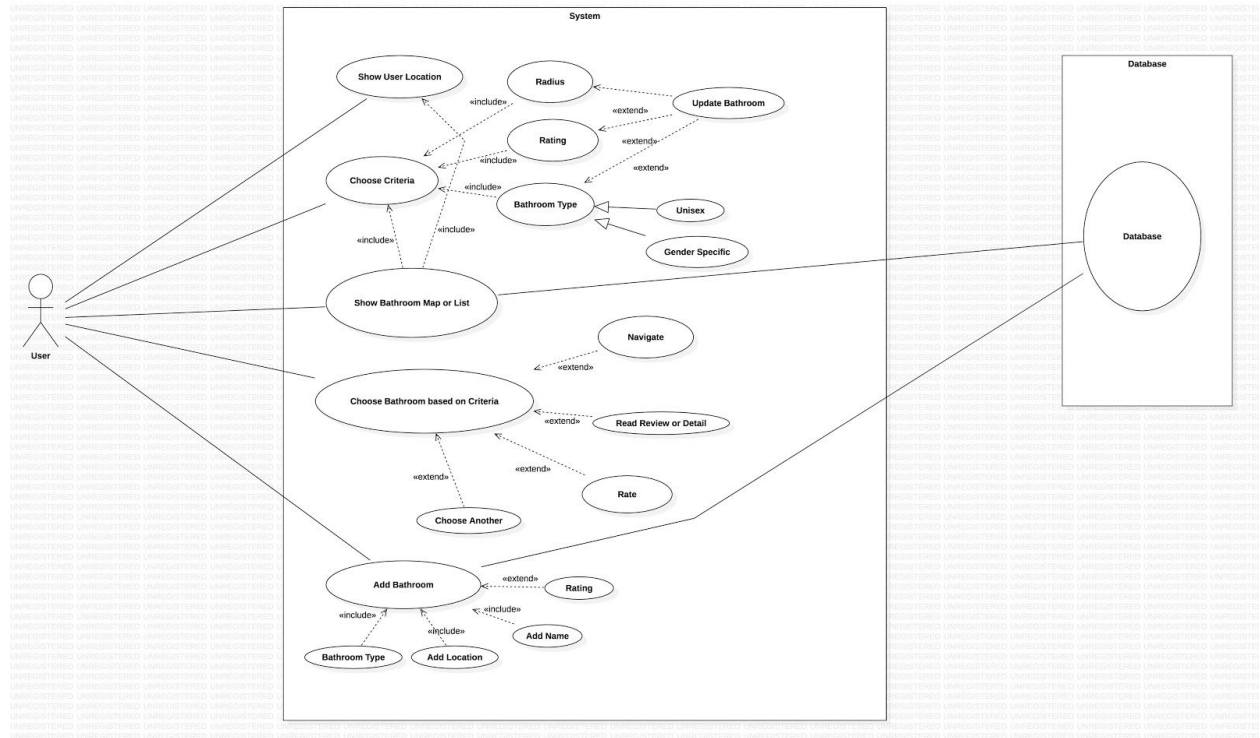 System
Database
Show User Location
Radius
Update Bathroom
«include»
«extend»
Rating
«extend»
«include»
«extend»
Choose Criteria
«include»
Bathroom Type
Unisex
«include»
«include»
Gender Specific
Database
Show Bathroom Map or List
User
Navigate
«extend»
Choose Bathroom based on Criteria
«extend»
Read Review or Detail
«extend»
«extend»
Rate
Choose Another
Add Bathroom
«extend»
Rating
«include»
«include»
«include»
Add Name
Bathroom Type
Add Location